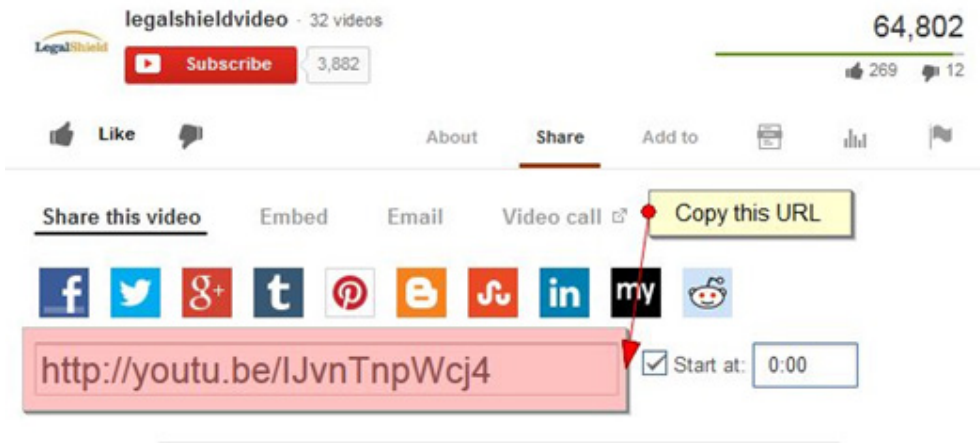 legalshieldvideo · 32 videos
LegalShield
Subscribe 3,882
64,802
269 12
Like
About Share Add to
Share this video Embed Email Video call
Copy this URL
f g+ t B in my
http://youtu.be/IJvnTnpWcj4
Start at: 0:00